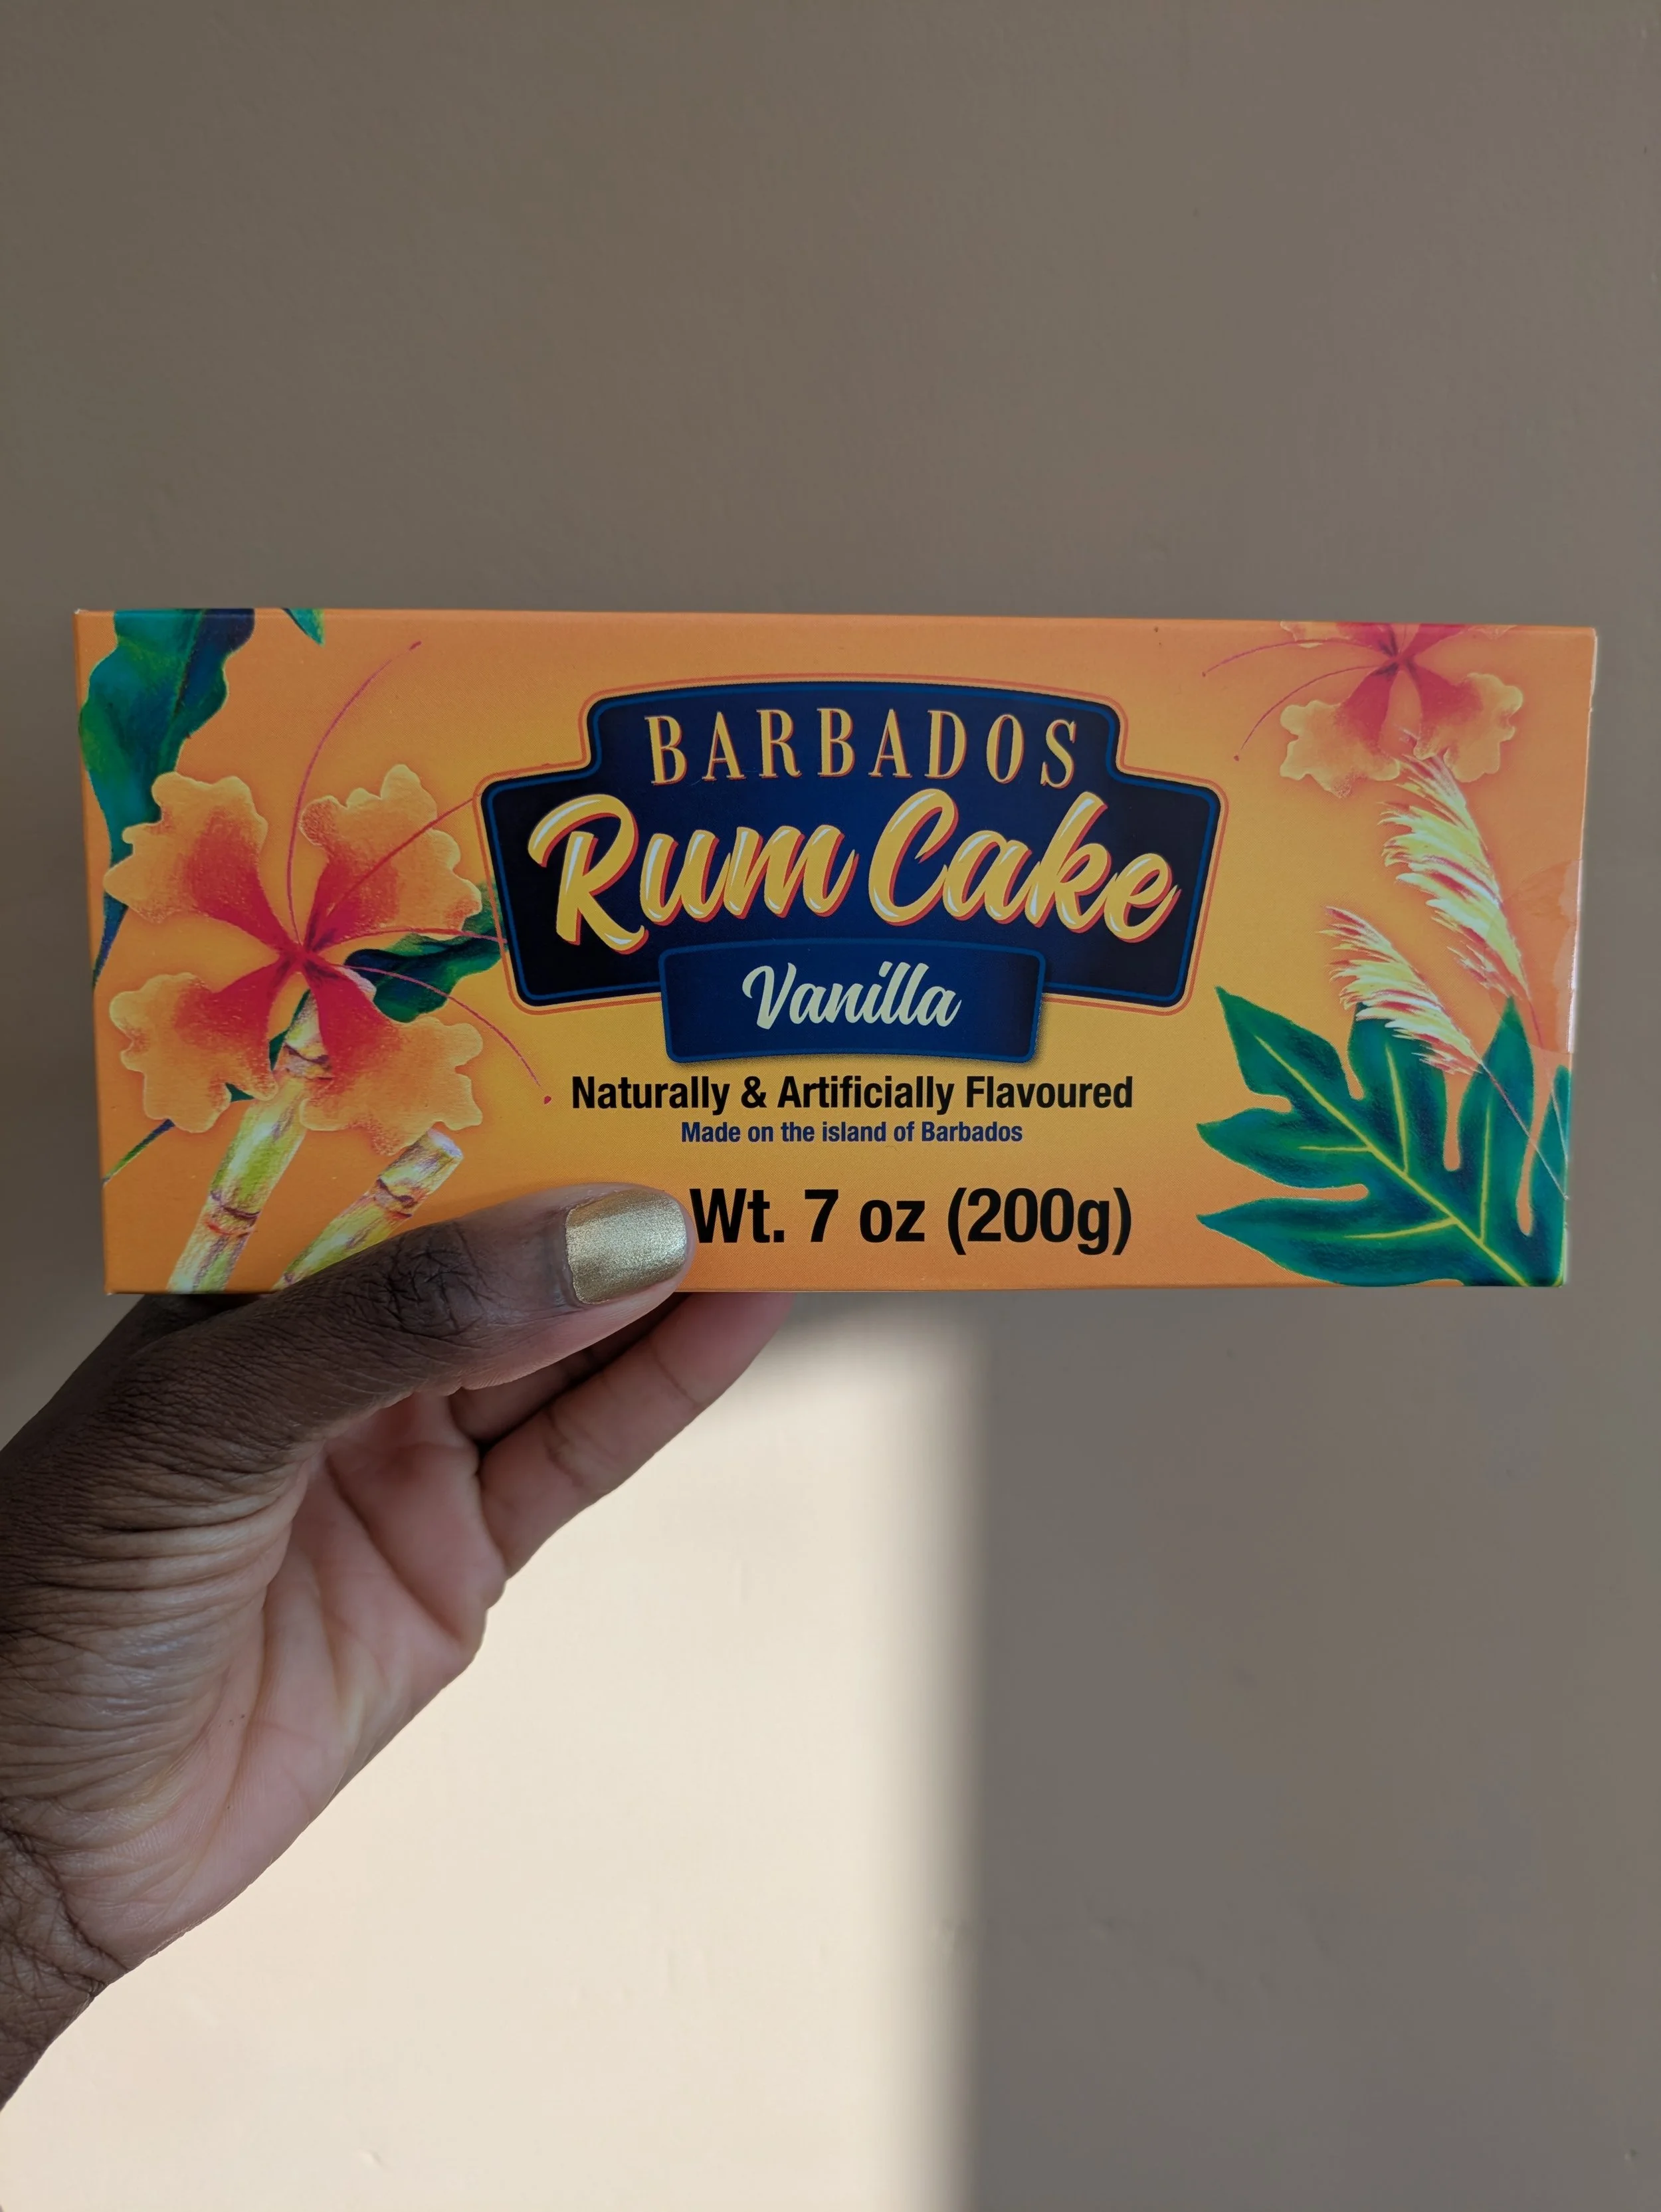 BARBADOS
Rum Cake
Vanilla
Naturally & Artificially Flavoured
Made on the island of Barbados
Wt. 7 oz (200g)